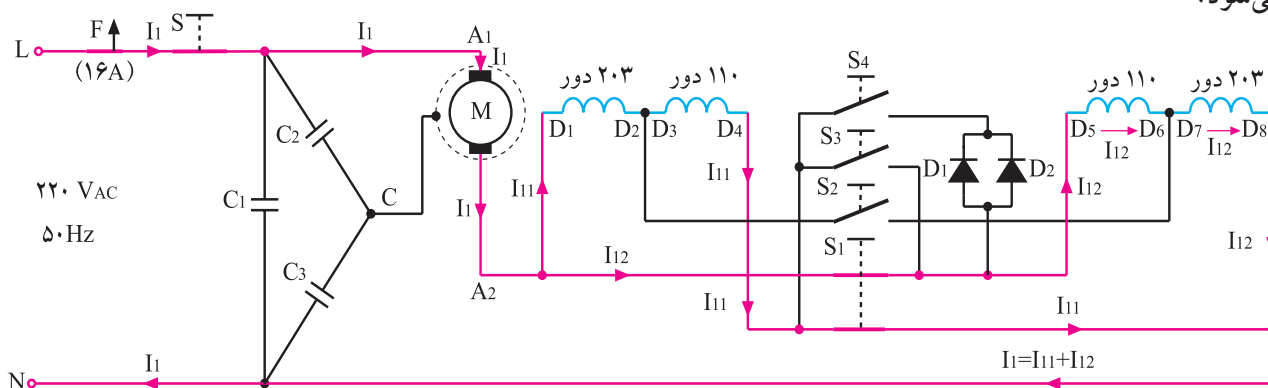 می‌شود.
L
F
(۱۶A)
I1
S
I1
A1
I1
M
۲۰۳ دور
۱۱۰ دور
D1
D2
D3
D4
S4
S3
S2
S1
D1
D2
۱۱۰ دور
۲۰۳ دور
D5
D6
D7
D8
I12
I12
C2
C1
C
C3
۲۲۰ VAC
۵۰Hz
I1
I11
I11
I12
I12
A2
I12
I11
I11
N
I1
I1=I11+I12